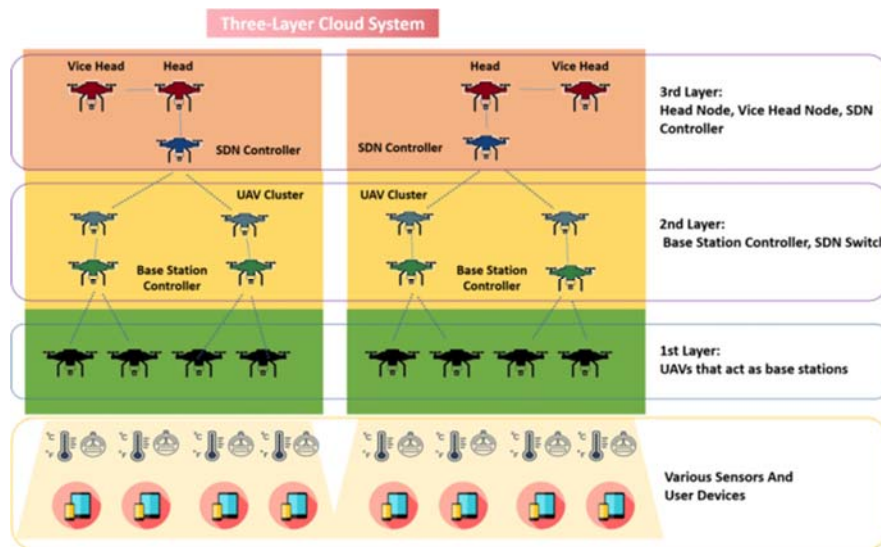 Three-Layer Cloud System
Vice Head
Head
Head
Vice Head
3rd Layer:
Head Node, Vice Head Node, SDN
Controller
SDN Controller
SDN Controller
UAV Cluster
UAV Cluster
2nd Layer:
Base Station Controller, SDN Switch
Base Station
Controller
Base Station
Controller
1st Layer:
UAVs that act as base stations
°C
°F
°C
°F
°C
°F
°C
°F
°C
°F
°C
°F
°C
°F
°C
°F
Various Sensors And
User Devices